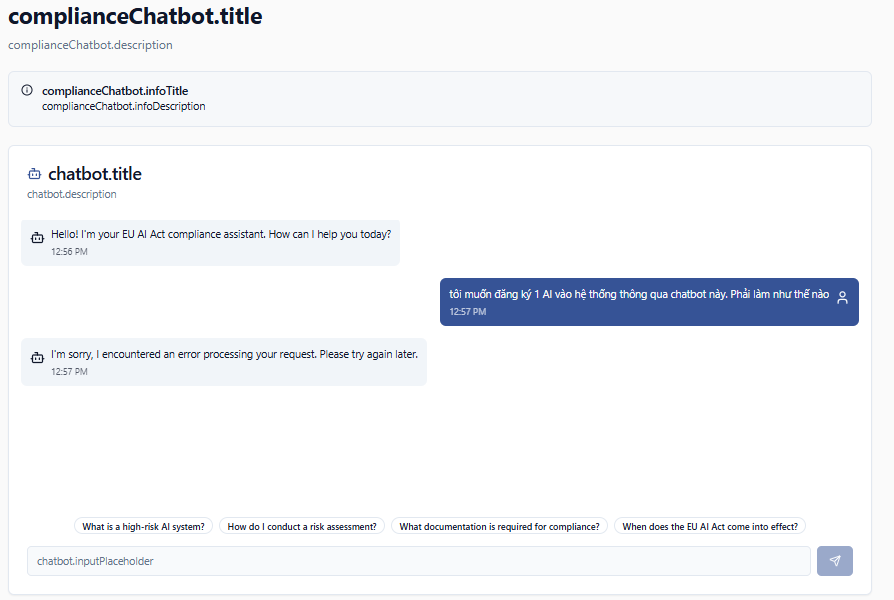 complianceChatbot.title
complianceChatbot.description
complianceChatbot.infoTitle
complianceChatbot.infoDescription
chatbot.title
chatbot.description
Hello! I'm your EU AI Act compliance assistant. How can I help you today?
12:56 PM
tôi muốn đăng ký 1 AI vào hệ thống thông qua chatbot này. Phải làm như thế nào
12:57 PM
I'm sorry, I encountered an error processing your request. Please try again later.
12:57 PM
What is a high-risk AI system?
How do I conduct a risk assessment?
What documentation is required for compliance?
When does the EU AI Act come into effect?
chatbot.inputPlaceholder